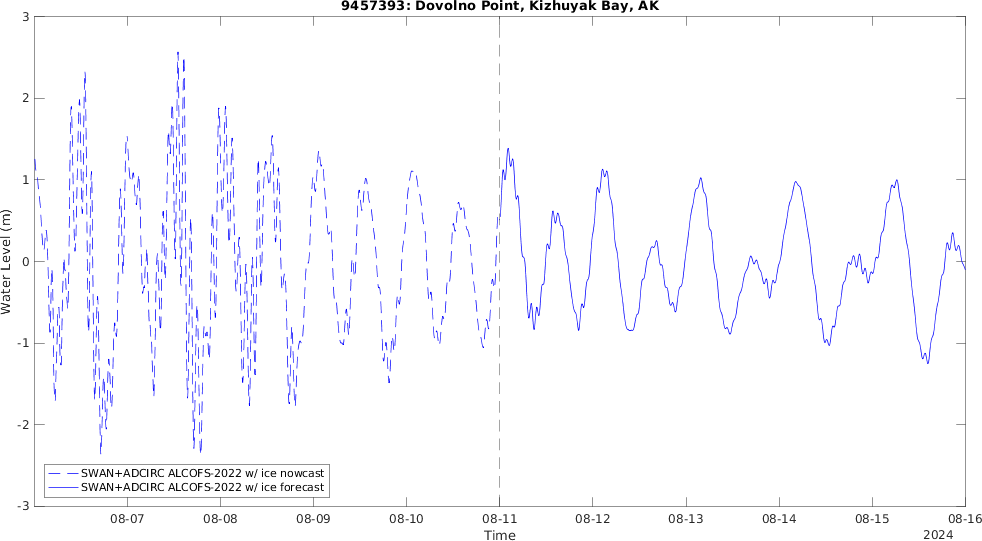 9457393: Dovolno Point, Kizhuyak Bay, AK
3
2
1
0
-1
-2
-3
Water Level (m)
SWAN+ADCIRC ALCOFS-2022 w/ ice nowcast
SWAN+ADCIRC ALCOFS-2022 w/ ice forecast
08-07 08-08 08-09 08-10 08-11 08-12 08-13 08-14 08-15 08-16
Time
2024